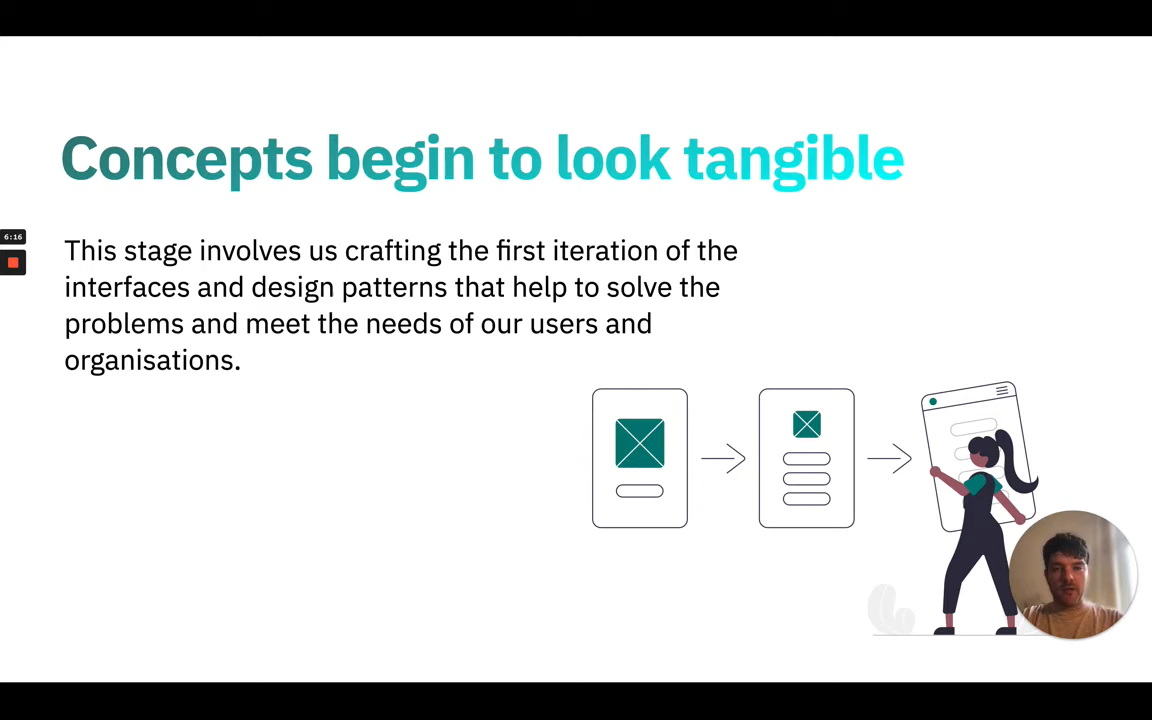 Concepts begin to look tangible
6:16
This stage involves us crafting the first iteration of the
interfaces and design patterns that help to solve the
problems and meet the needs of our users and
organisations.